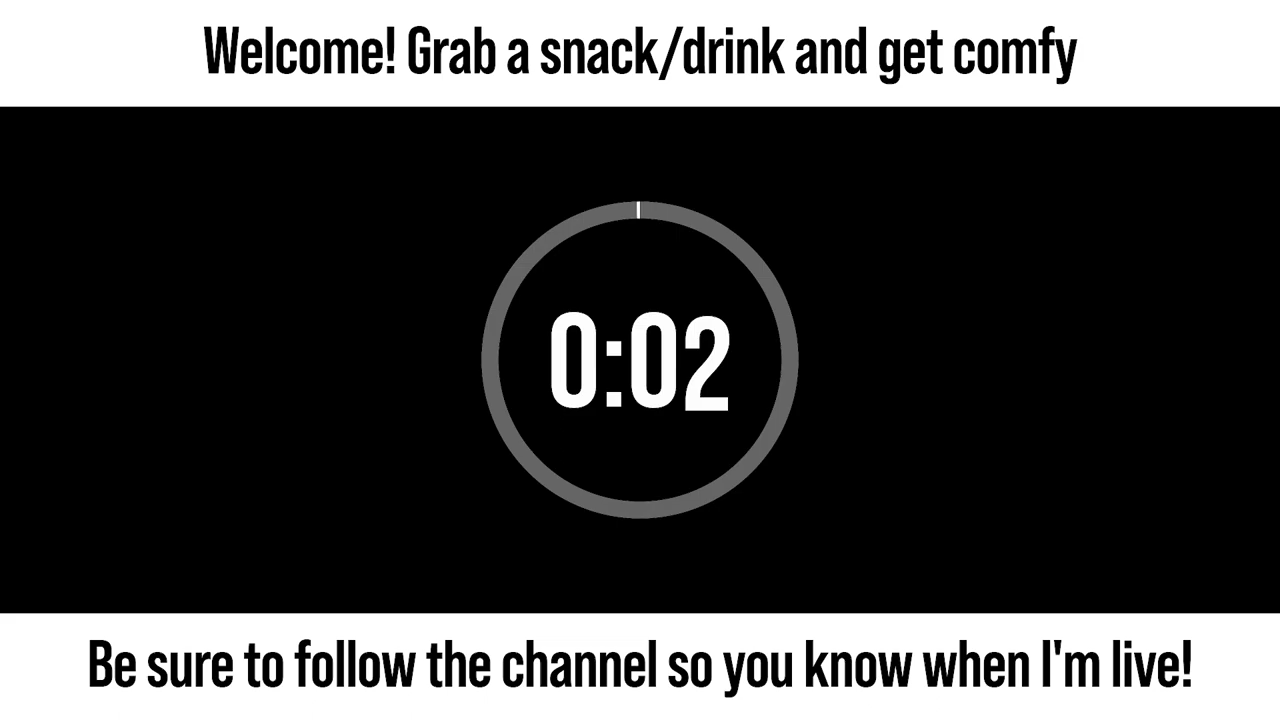 Welcome! Grab a snack/drink and get comfy
0:02
Be sure to follow the channel so you know when I'm live!